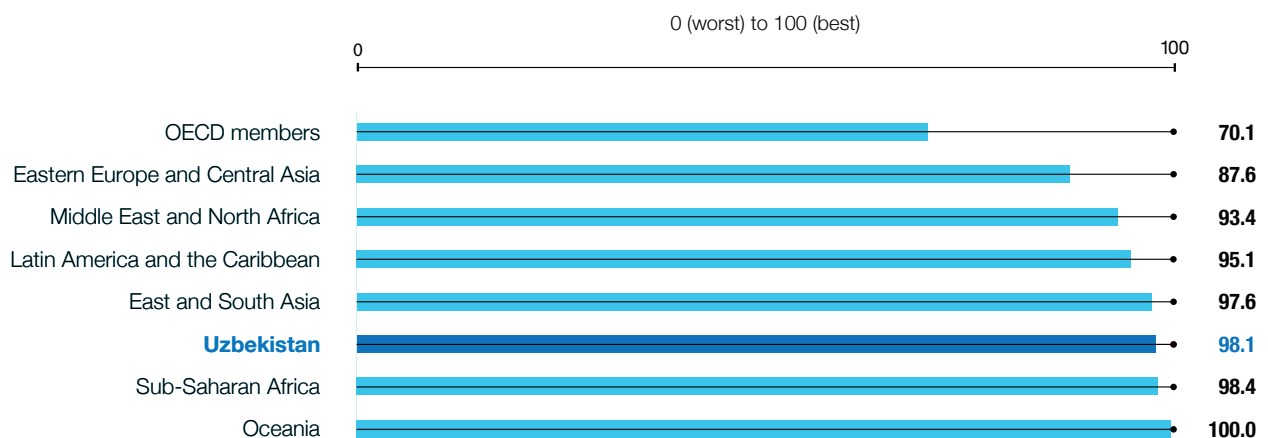 0 (worst) to 100 (best)
0 100
OECD members 70.1
Eastern Europe and Central Asia 87.6
Middle East and North Africa 93.4
Latin America and the Caribbean 95.1
East and South Asia 97.6
Uzbekistan 98.1
Sub-Saharan Africa 98.4
Oceania 100.0